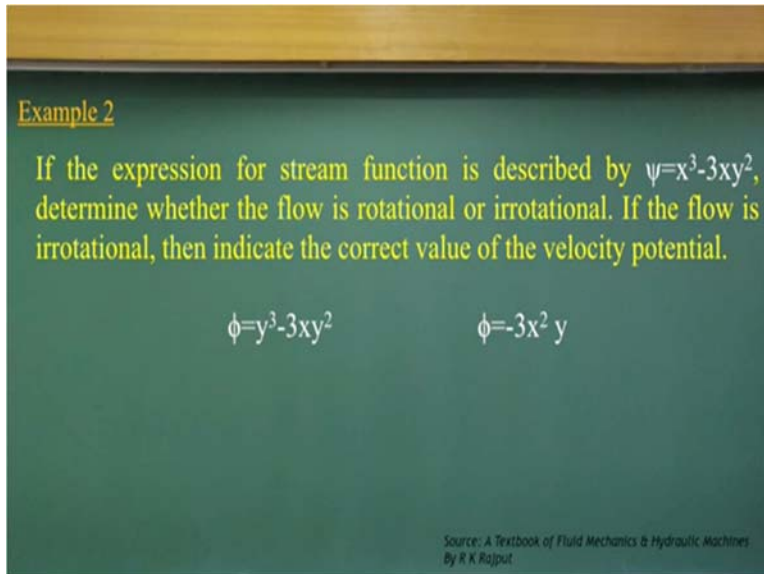 Example 2
If the expression for stream function is described by ψ=x³-3xy²,
determine whether the flow is rotational or irrotational. If the flow is
irrotational, then indicate the correct value of the velocity potential.
ϕ=y³-3xy² ϕ=-3x² y
Source: A Textbook of Fluid Mechanics & Hydraulic Machines
By R K Rajput